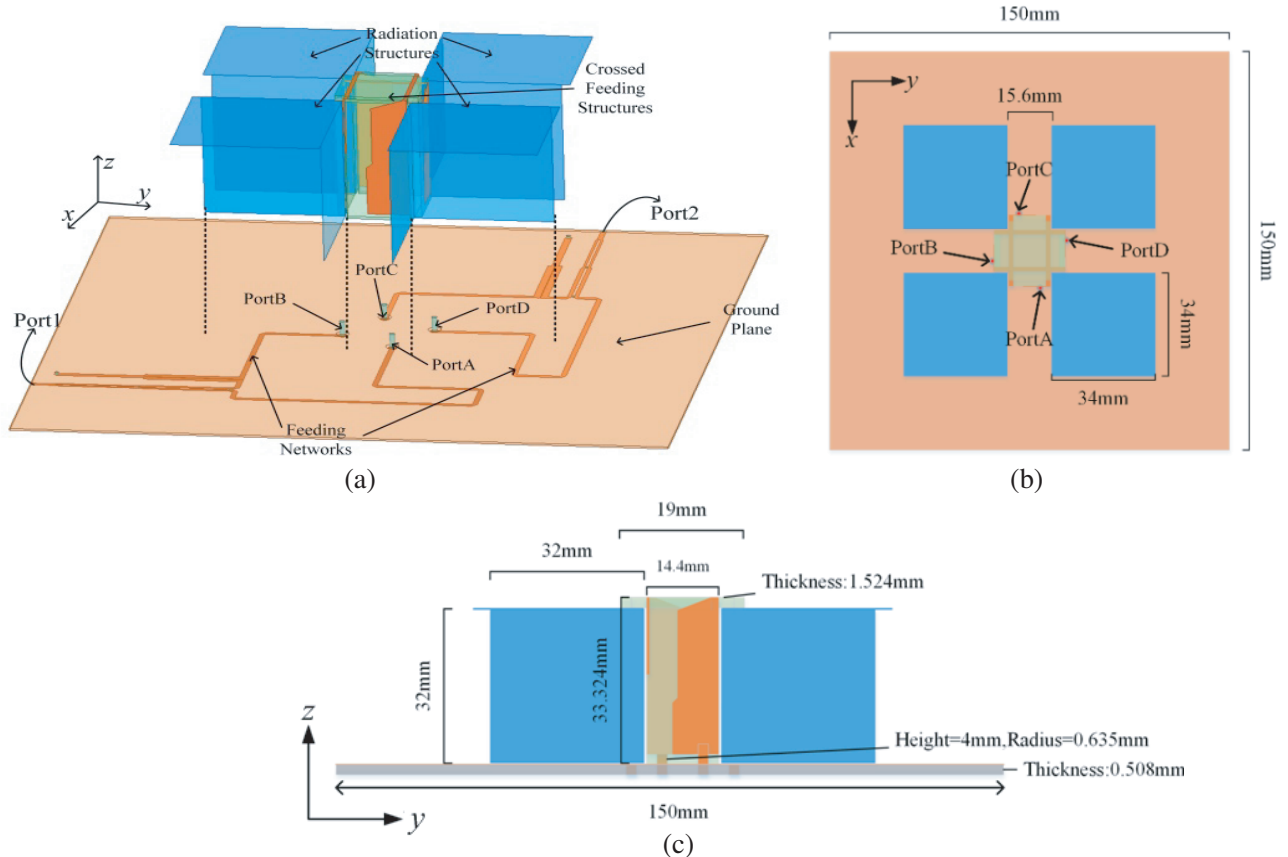 Radiation
Structures
Crossed
Feeding
Structures
z
y
x
Port2
PortC
PortB
PortD
Port1
PortA
Ground
Plane
Feeding
Networks
(a)
150mm
y
x
15.6mm
PortC
PortB
PortD
PortA
34mm
34mm
150mm
(b)
19mm
32mm
14.4mm
Thickness:1.524mm
32mm
33.324mm
z
Height=4mm,Radius=0.635mm
Thickness:0.508mm
y
150mm
(c)